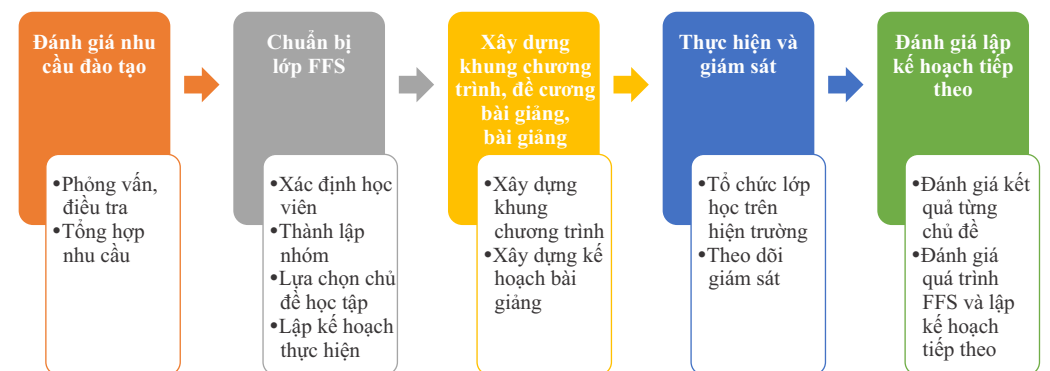 Đánh giá nhu
cầu đào tạo
•Phỏng vấn,
điều tra
•Tổng hợp
nhu cầu
Chuẩn bị
lớp FFS
•Xác định học
viên
•Thành lập
nhóm
•Lựa chọn chủ
đề học tập
•Lập kế hoạch
thực hiện
Xây dựng
khung chương
trình, đề cương
bài giảng,
bài giảng
•Xây dựng
khung
chương trình
•Xây dựng kế
hoạch bài
giảng
Thực hiện và
giám sát
•Tổ chức lớp
học trên
hiện trường
•Theo dõi
giám sát
Đánh giá lập
kế hoạch tiếp
theo
•Đánh giá kết
quả từng
chủ đề
•Đánh giá
quá trình
FFS và lập
kế hoạch
tiếp theo